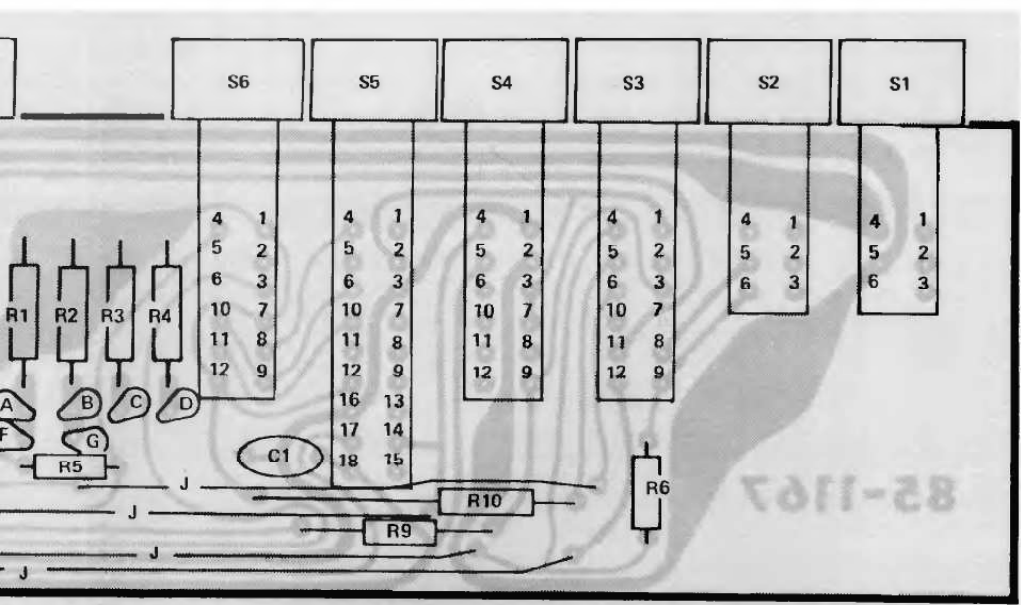 S6 S5 S4 S3 S2 S1
4 1 4 1 4 1 4 1 4 1 4 1
5 2 5 2 5 2 5 2 5 2 5 2
6 3 6 3 6 3 6 3 6 3 6 3
R1 R2 R3 R4 10 7 10 7 10 7 10 7
11 8 11 8 11 8 11 8
12 9 12 9 12 9 12 9
A B C D 16 13
F G 17 14
R5 C1 18 15
J R10 R6
85-1167
J R9
J
J